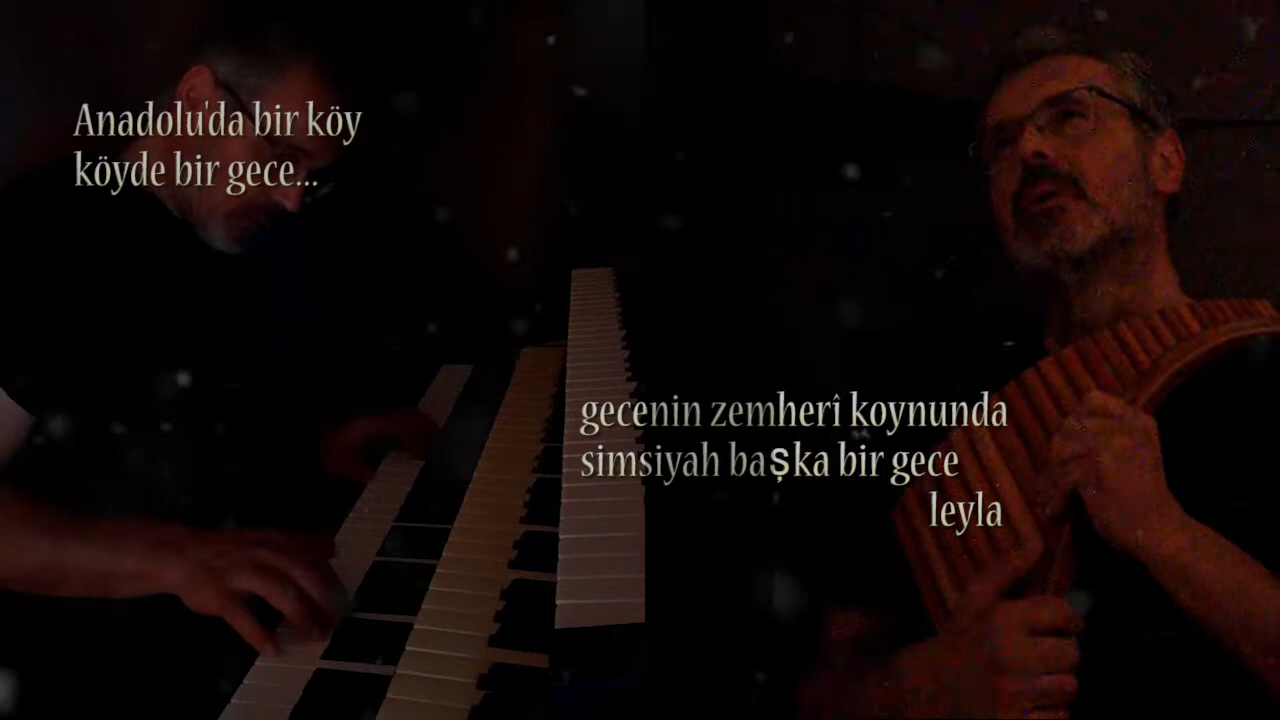 Anadolu'da bir köy
köyde bir gece...
gecenin zemherî koynunda
simsiyah başka bir gece
leyla